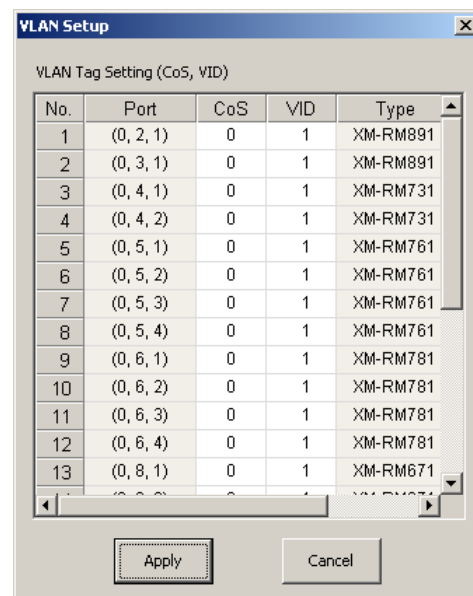 VLAN Setup
VLAN Tag Setting (CoS, VID)
No. Port CoS VID Type
1 (0, 2, 1) 0 1 XM-RM891
2 (0, 3, 1) 0 1 XM-RM891
3 (0, 4, 1) 0 1 XM-RM731
4 (0, 4, 2) 0 1 XM-RM731
5 (0, 5, 1) 0 1 XM-RM761
6 (0, 5, 2) 0 1 XM-RM761
7 (0, 5, 3) 0 1 XM-RM761
8 (0, 5, 4) 0 1 XM-RM761
9 (0, 6, 1) 0 1 XM-RM781
10 (0, 6, 2) 0 1 XM-RM781
11 (0, 6, 3) 0 1 XM-RM781
12 (0, 6, 4) 0 1 XM-RM781
13 (0, 8, 1) 0 1 XM-RM671
Apply Cancel